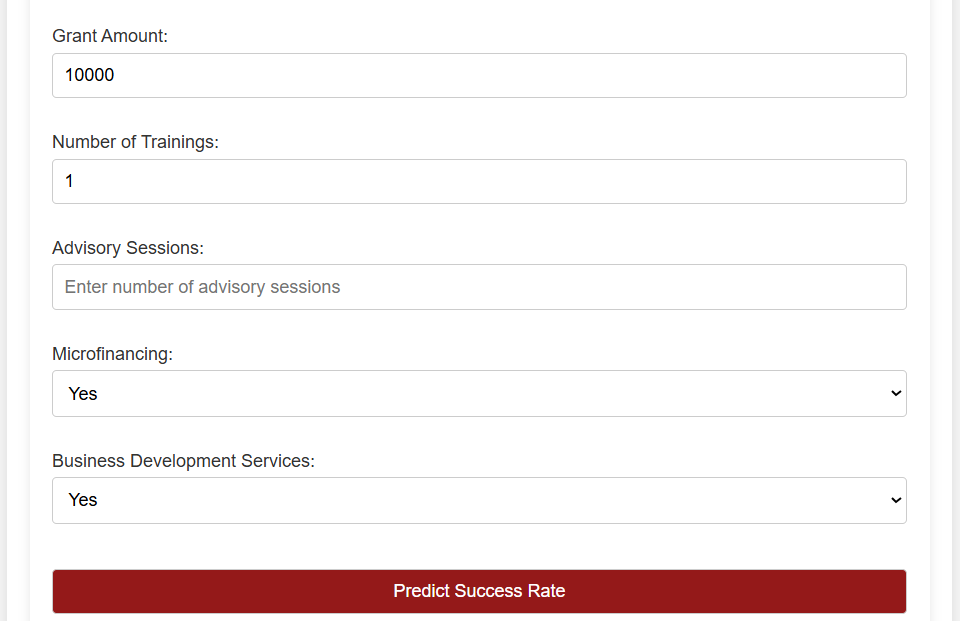 Grant Amount:
10000
Number of Trainings:
1
Advisory Sessions:
Enter number of advisory sessions
Microfinancing:
Yes
Business Development Services:
Yes
Predict Success Rate